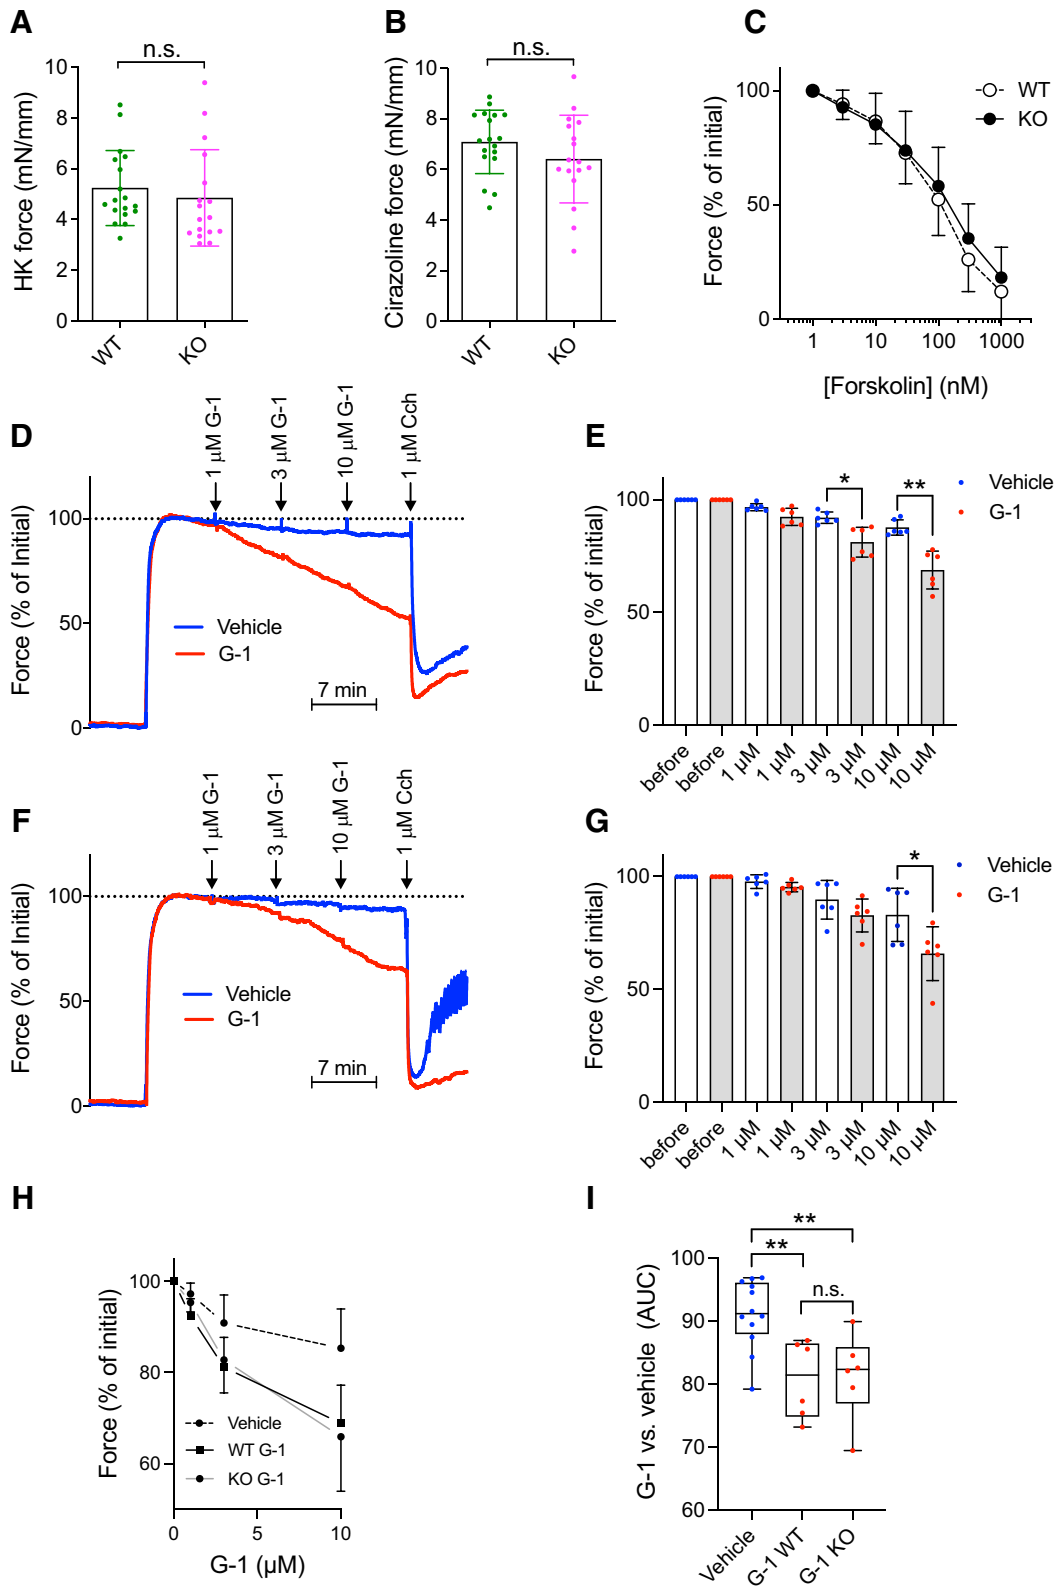 A
n.s.
HK force (mN/mm)
10
8
6
4
2
0
WT
KO
B
n.s.
Cirazoline force (mN/mm)
10
8
6
4
2
0
WT
KO
C
WT
KO
Force (% of initial)
100
50
0
1
10
100
1000
[Forskolin] (nM)
D
1 µM G-1
3 µM G-1
10 µM G-1
1 µM Cch
Force (% of Initial)
100
50
0
Vehicle
G-1
7 min
E
Vehicle
G-1
*
**
Force (% of initial)
100
50
0
before
before
1 µM
1 µM
3 µM
3 µM
10 µM
10 µM
F
1 µM G-1
3 µM G-1
10 µM G-1
1 µM Cch
Force (% of Initial)
100
50
0
Vehicle
G-1
7 min
G
Vehicle
G-1
*
Force (% of initial)
100
50
0
before
before
1 µM
1 µM
3 µM
3 µM
10 µM
10 µM
H
Force (% of initial)
100
80
60
Vehicle
WT G-1
KO G-1
0
5
10
G-1 (µM)
I
**
**
n.s.
G-1 vs. vehicle (AUC)
100
90
80
70
60
Vehicle
G-1 WT
G-1 KO